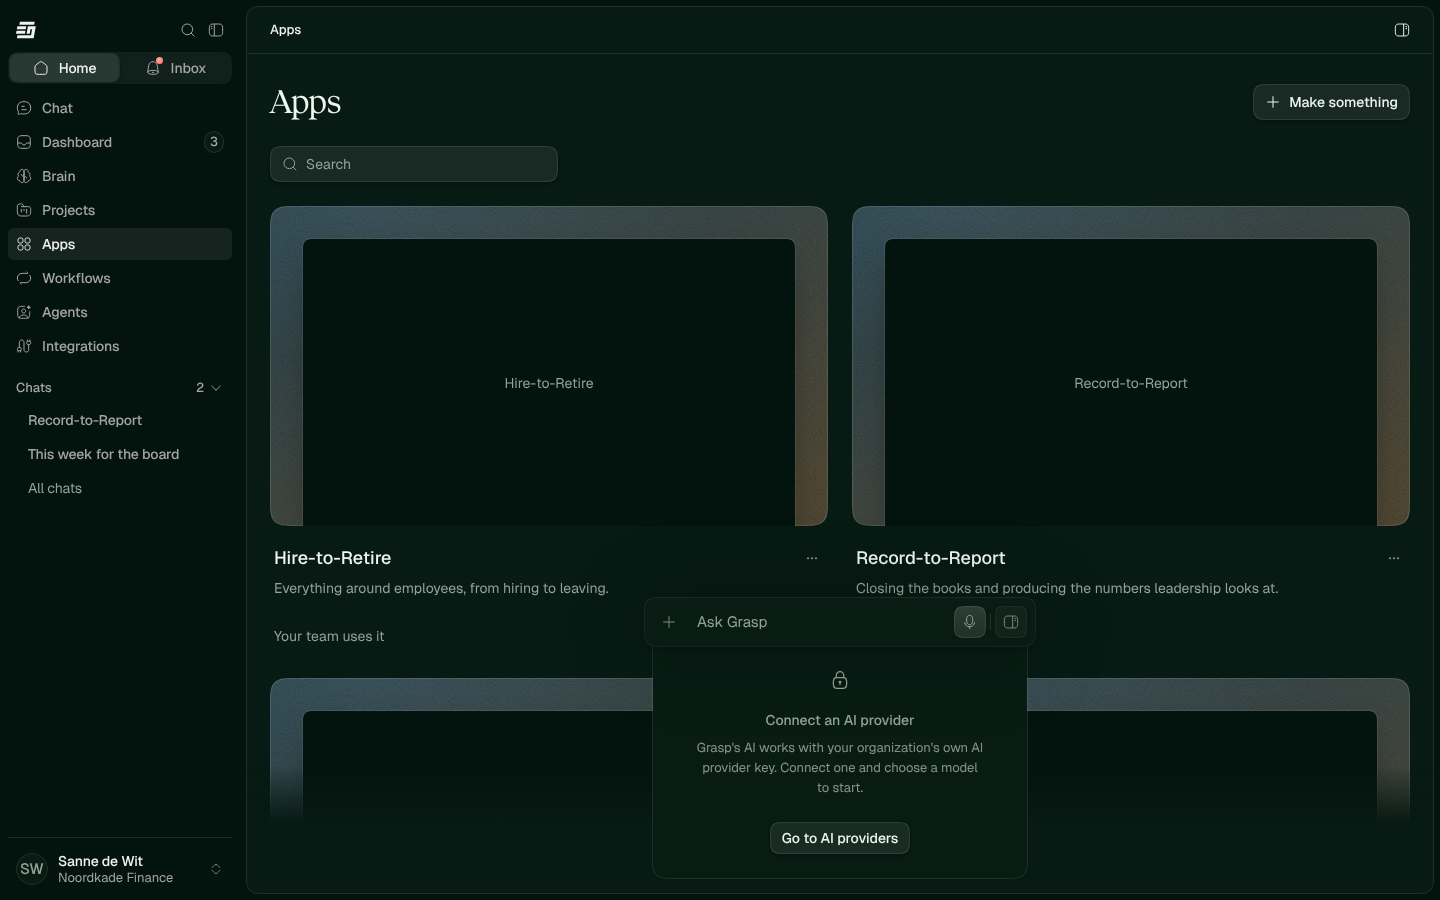 Apps
Home
Inbox
Chat
Dashboard
3
Brain
Projects
Apps
Workflows
Agents
Integrations
Chats
2
Record-to-Report
This week for the board
All chats
Sanne de Wit
SW
Noordkade Finance
Apps
Make something
Search
Hire-to-Retire
Record-to-Report
Hire-to-Retire
Record-to-Report
Everything around employees, from hiring to leaving.
Closing the books and producing the numbers leadership looks at.
Your team uses it
Ask Grasp
Connect an AI provider
Grasp's AI works with your organization's own AI
provider key. Connect one and choose a model
to start.
Go to AI providers